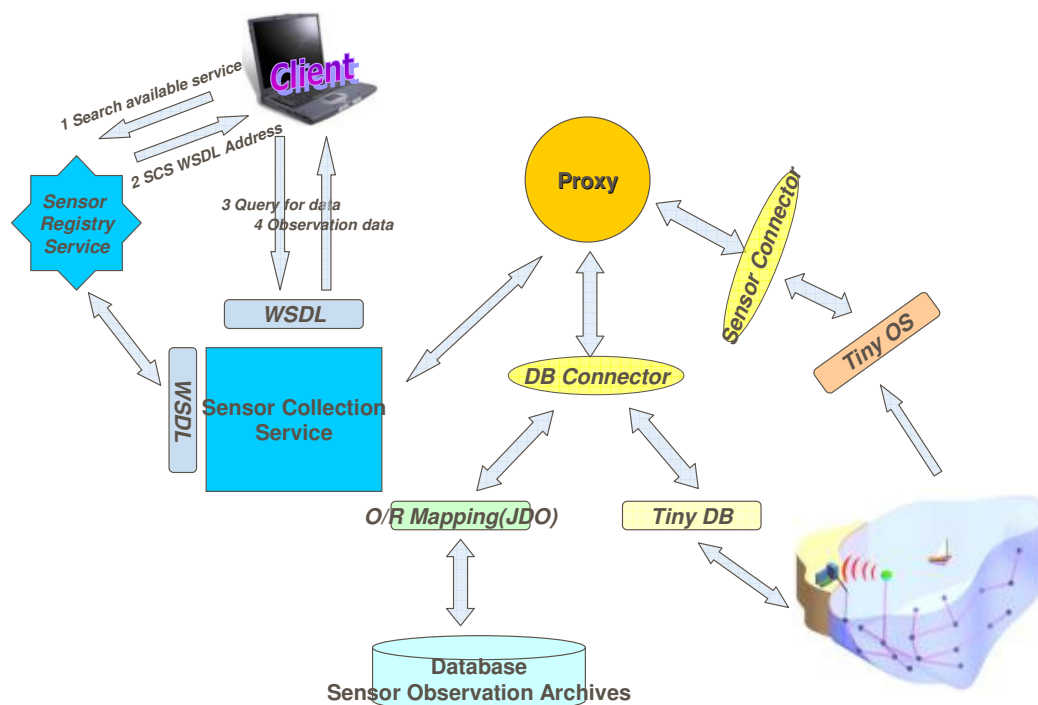 Client
1 Search available service
2 SCS WSDL Address
Sensor
Registry
Service
3 Query for data
4 Observation data
WSDL
WSDL
Sensor Collection
Service
Proxy
Sensor Connector
Tiny OS
DB Connector
O/R Mapping(JDO)
Tiny DB
Database
Sensor Observation Archives